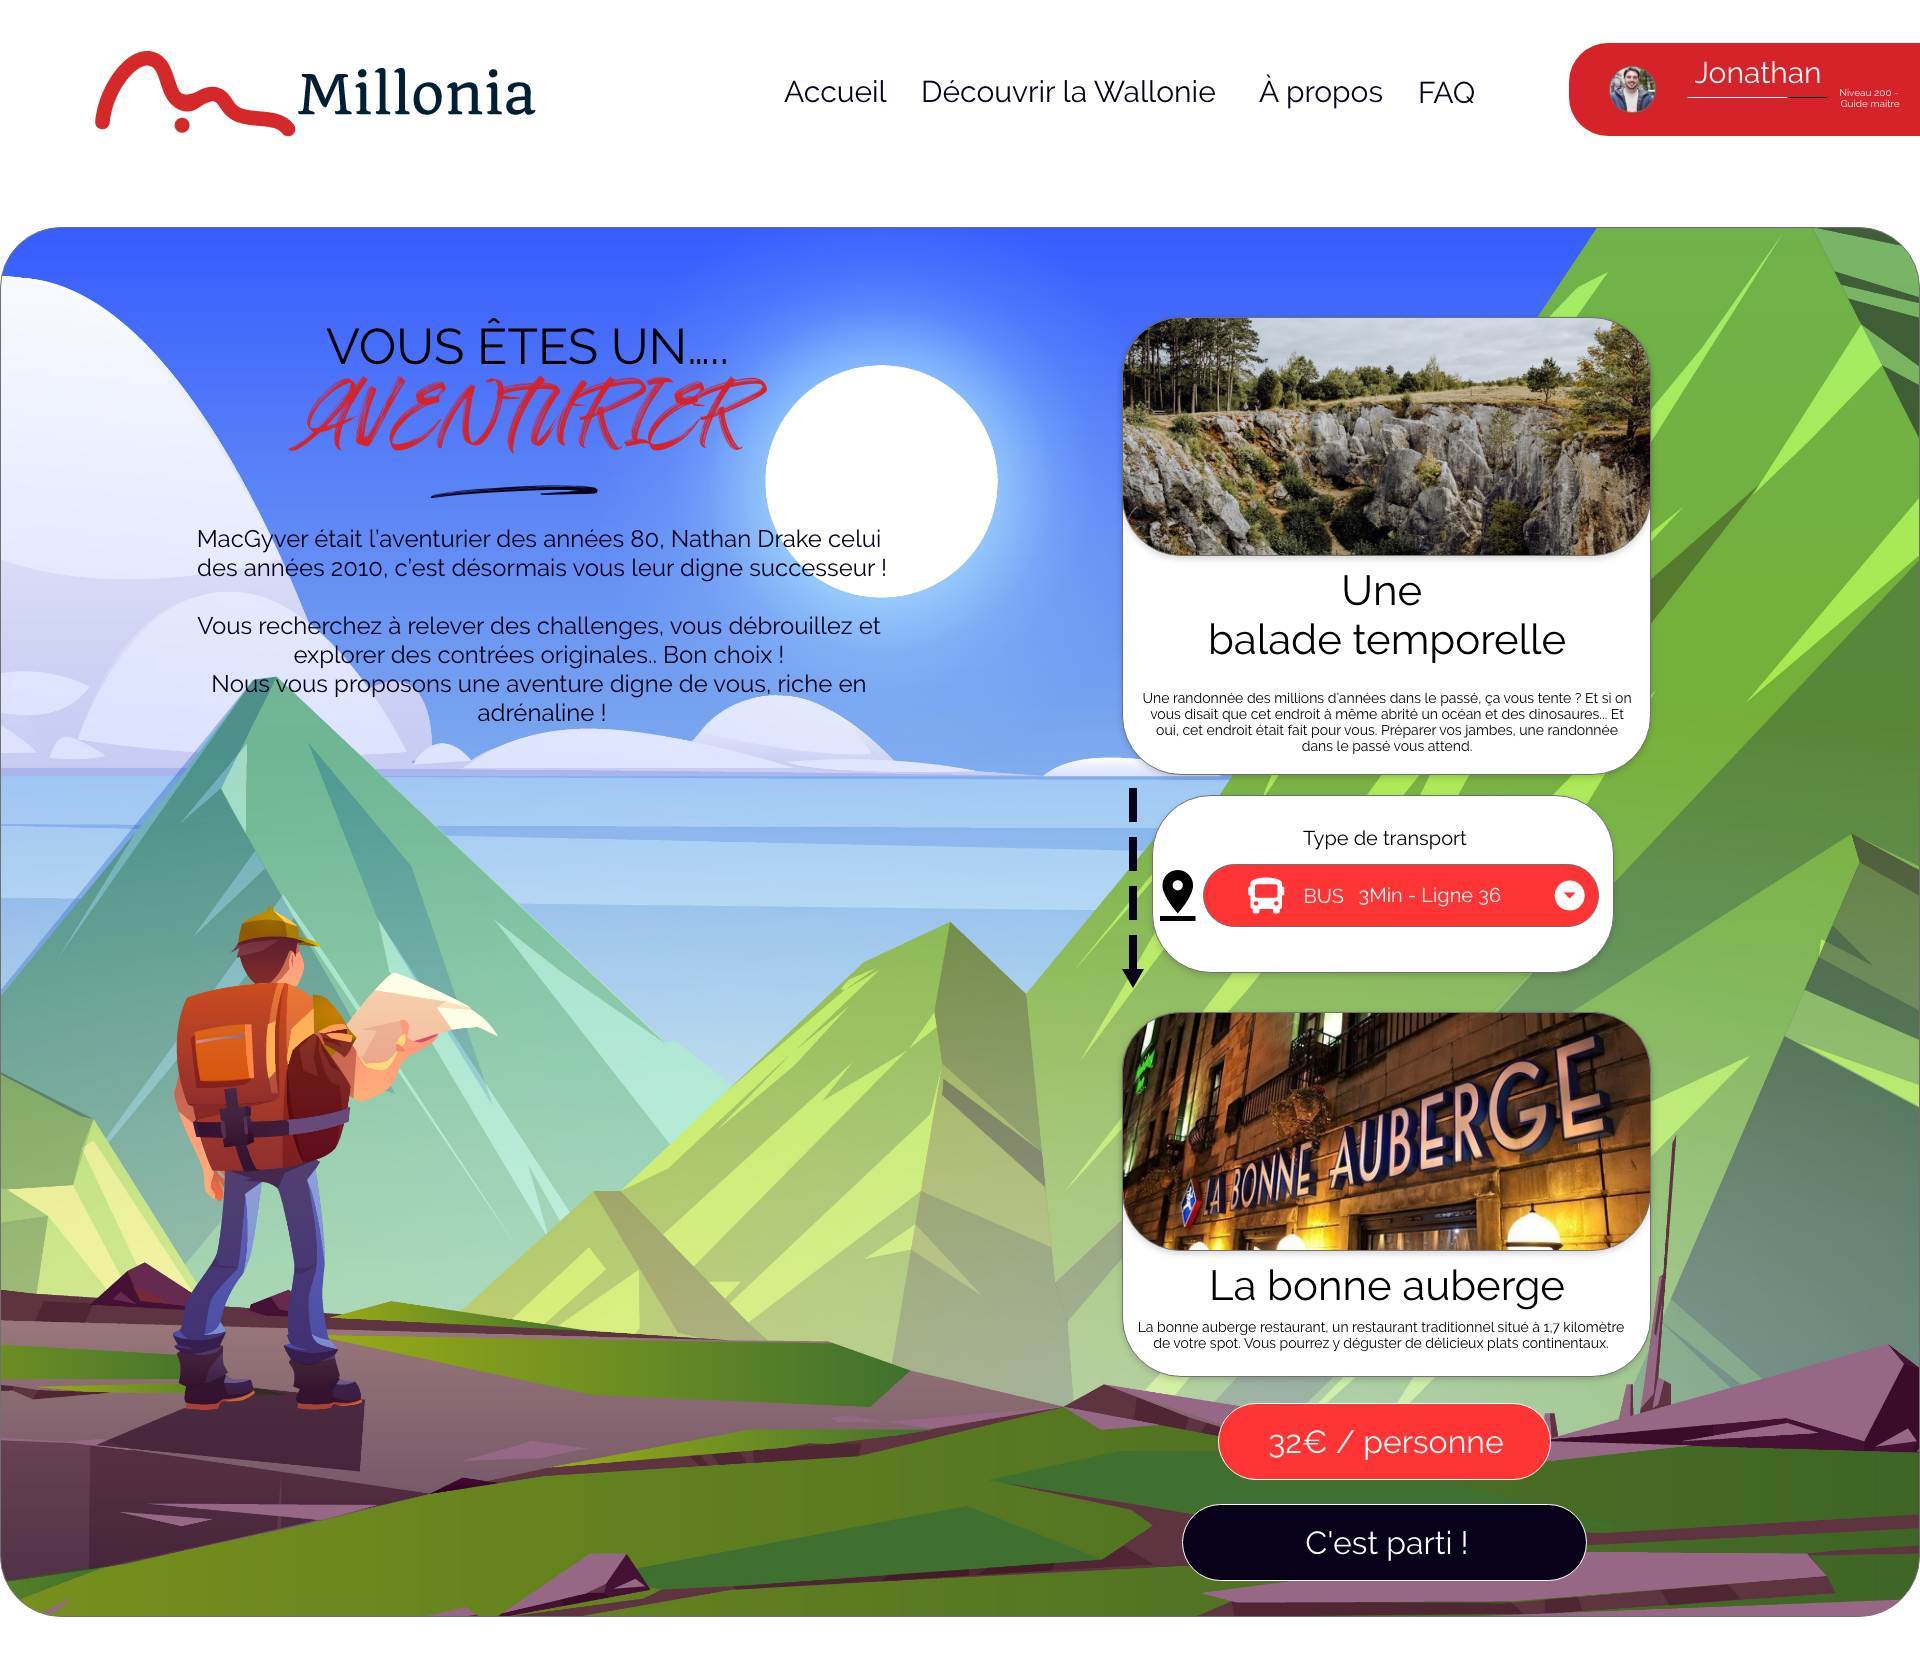 Millonia
Accueil
Découvrir la Wallonie
À propos
FAQ
Jonathan
Niveau 200 -
Guide maitre
VOUS ÊTES UN.....
AVENTURIER
MacGyver était l'aventurier des années 80, Nathan Drake celui
des années 2010, c'est désormais vous leur digne successeur !
Vous recherchez à relever des challenges, vous débrouillez et
explorer des contrées originales.. Bon choix !
Nous vous proposons une aventure digne de vous, riche en
adrénaline !
Une
balade temporelle
Une randonnée des millions d'années dans le passé, ça vous tente ? Et si on
vous disait que cet endroit à même abrité un océan et des dinosaures... Et
oui, cet endroit était fait pour vous. Préparer vos jambes, une randonnée
dans le passé vous attend.
Type de transport
BUS 3Min - Ligne 36
LA BONNE AUBERGE
La bonne auberge
La bonne auberge restaurant, un restaurant traditionnel situé à 1,7 kilomètre
de votre spot. Vous pourrez y déguster de délicieux plats continentaux.
32€ / personne
C'est parti !